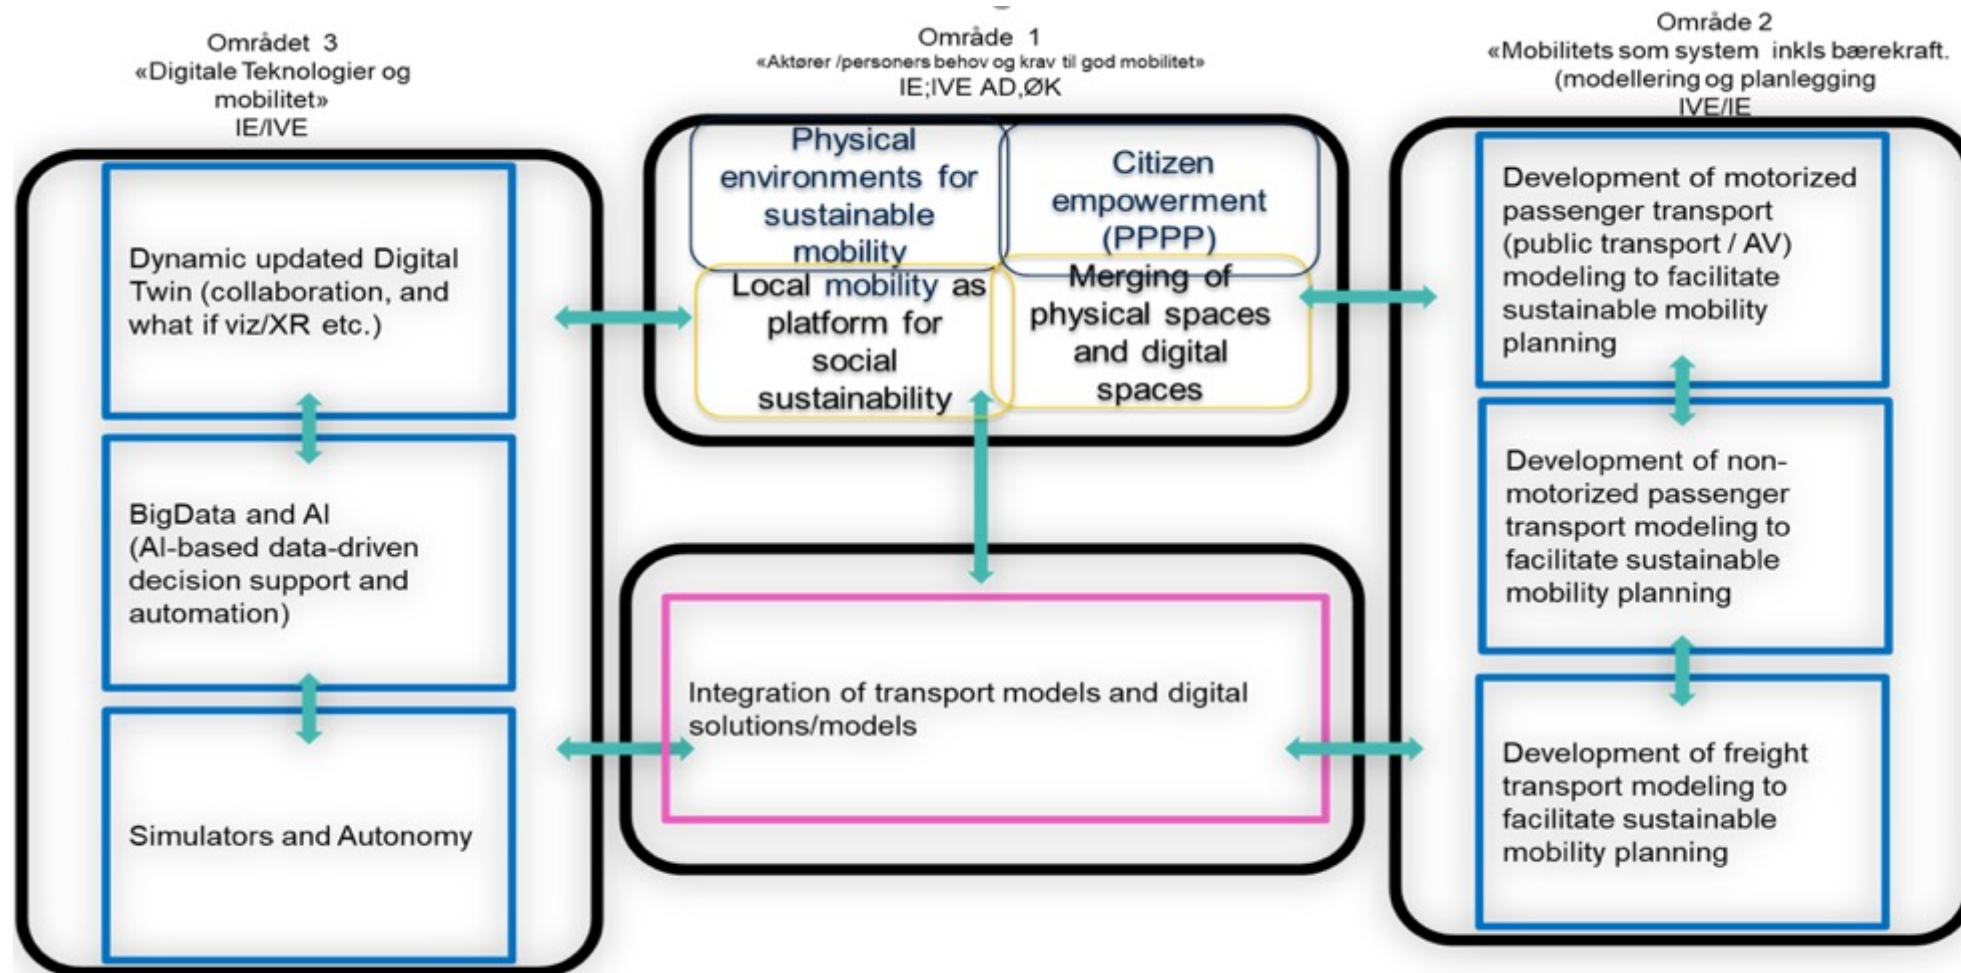 Området 3
«Digitale Teknologier og
mobilitet»
IE/IVE
Dynamic updated Digital
Twin (collaboration, and
what if viz/XR etc.)
BigData and AI
(AI-based data-driven
decision support and
automation)
Simulators and Autonomy
Område 1
«Aktører /personers behov og krav til god mobilitet»
IE;IVE AD,ØK
Physical
environments for
sustainable
mobility
Citizen
empowerment
(PPPP)
Local mobility as
platform for
social
sustainability
Merging of
physical spaces
and digital
spaces
Integration of transport models and digital
solutions/models
Område 2
«Mobilitets som system inkls bærekraft.
(modellering og planlegging
IVE/IE
Development of motorized
passenger transport
(public transport / AV)
modeling to facilitate
sustainable mobility
planning
Development of non-
motorized passenger
transport modeling to
facilitate sustainable
mobility planning
Development of freight
transport modeling to
facilitate sustainable
mobility planning